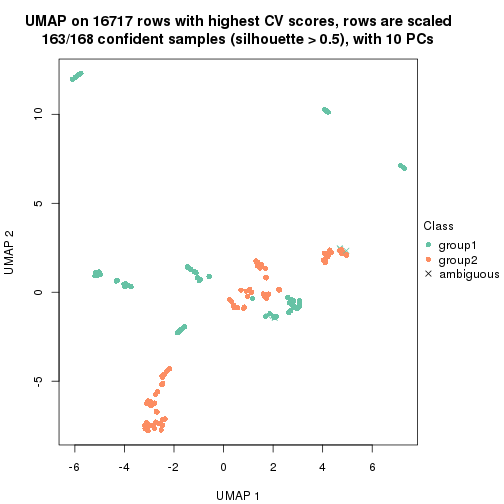 UMAP on 16717 rows with highest CV scores, rows are scaled
163/168 confident samples (silhouette > 0.5), with 10 PCs
10
5
0
-5
-6 -4 -2 0 2 4 6
UMAP 1
UMAP 2
Class
group1
group2
ambiguous